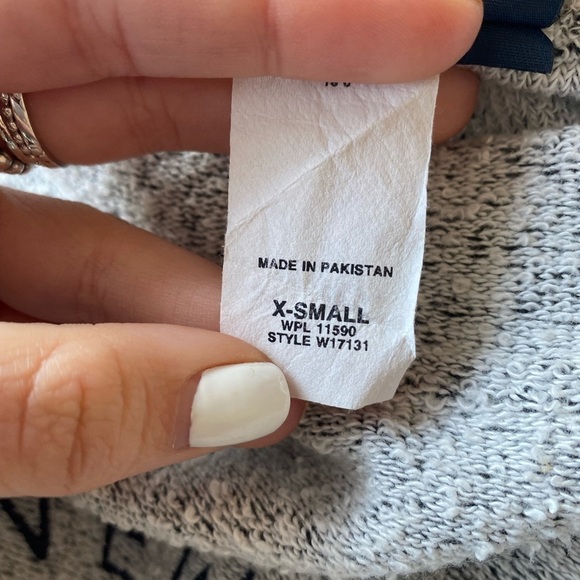 MADE IN PAKISTAN
X-SMALL
WPL 11590
STYLE W17131